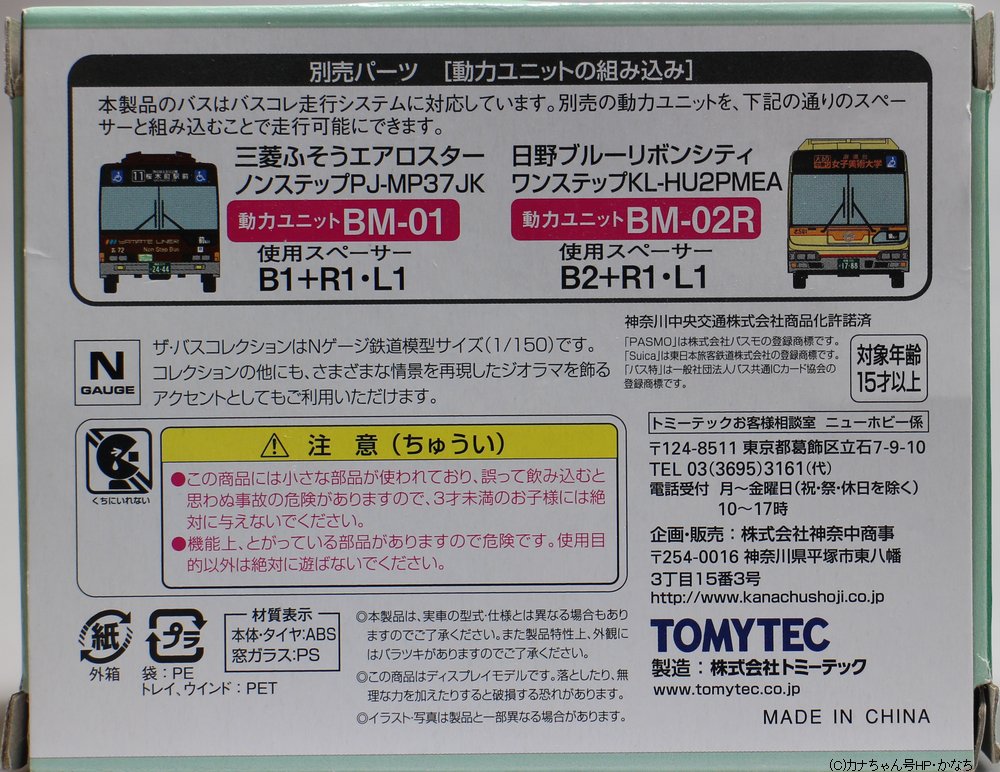 別売パーツ [動力ユニットの組み込み]
本製品のバスはバスコレ走行システムに対応しています。別売の動力ユニットを、下記の通りのスペー
サーと組み込むことで走行可能にできます。
三菱ふそうエアロスター
ノンステップPJ-MP37JK
動力ユニットBM-01
使用スペーサー
B1+R1・L1
11 桜木町駅前
YAMATE LINER
Non Step Bus
24-44
日野ブルーリボンシティ
ワンステップKL-HU2PMEA
動力ユニットBM-02R
使用スペーサー
B2+R1・L1
女子美術大学
17-88
N
GAUGE
ザ・バスコレクションはNゲージ鉄道模型サイズ(1/150)です。
コレクションの他にも、さまざまな情景を再現したジオラマを飾る
アクセントとしてもご利用いただけます。
神奈川中央交通株式会社商品化許諾済
「PASMO」は株式会社パスモの登録商標です。
「Suica」は東日本旅客鉄道株式会社の登録商標です。
「バス特」は一般社団法人バス共通ICカード協会の
登録商標です。
対象年齢
15才以上
くちにいれない
注 意 (ちゅうい)
●この商品には小さな部品が使われており、誤って飲み込むと
思わぬ事故の危険がありますので、3才未満のお子様には絶
対に与えないでください。
●機能上、とがっている部品がありますので危険です。使用目
的以外は絶対に遊ばないでください。
トミーテックお客様相談室 ニューホビー係
〒124-8511 東京都葛飾区立石7-9-10
TEL 03(3695)3161(代)
電話受付 月〜金曜日(祝・祭・休日を除く)
10〜17時
企画・販売:株式会社神奈中商事
〒254-0016 神奈川県平塚市東八幡
3丁目15番3号
http://www.kanachushoji.co.jp
TOMYTEC
製造:株式会社トミーテック
www.tomytec.co.jp
MADE IN CHINA
紙
外箱
プラ
袋:PE
トレイ、ウインド:PET
材質表示
本体・タイヤ:ABS
窓ガラス:PS
◎本製品は、実車の型式・仕様とは異なる場合もあり
ますのでご了承ください。また製品特性上、外観に
はバラツキがありますのでご了承ください。
◎この商品はディスプレイモデルです。落としたり、無
理な力を加えたりすると破損する恐れがあります。
◎イラスト・写真は製品と一部異なる場合があります。
(C)カナちゃん号HP・かなち